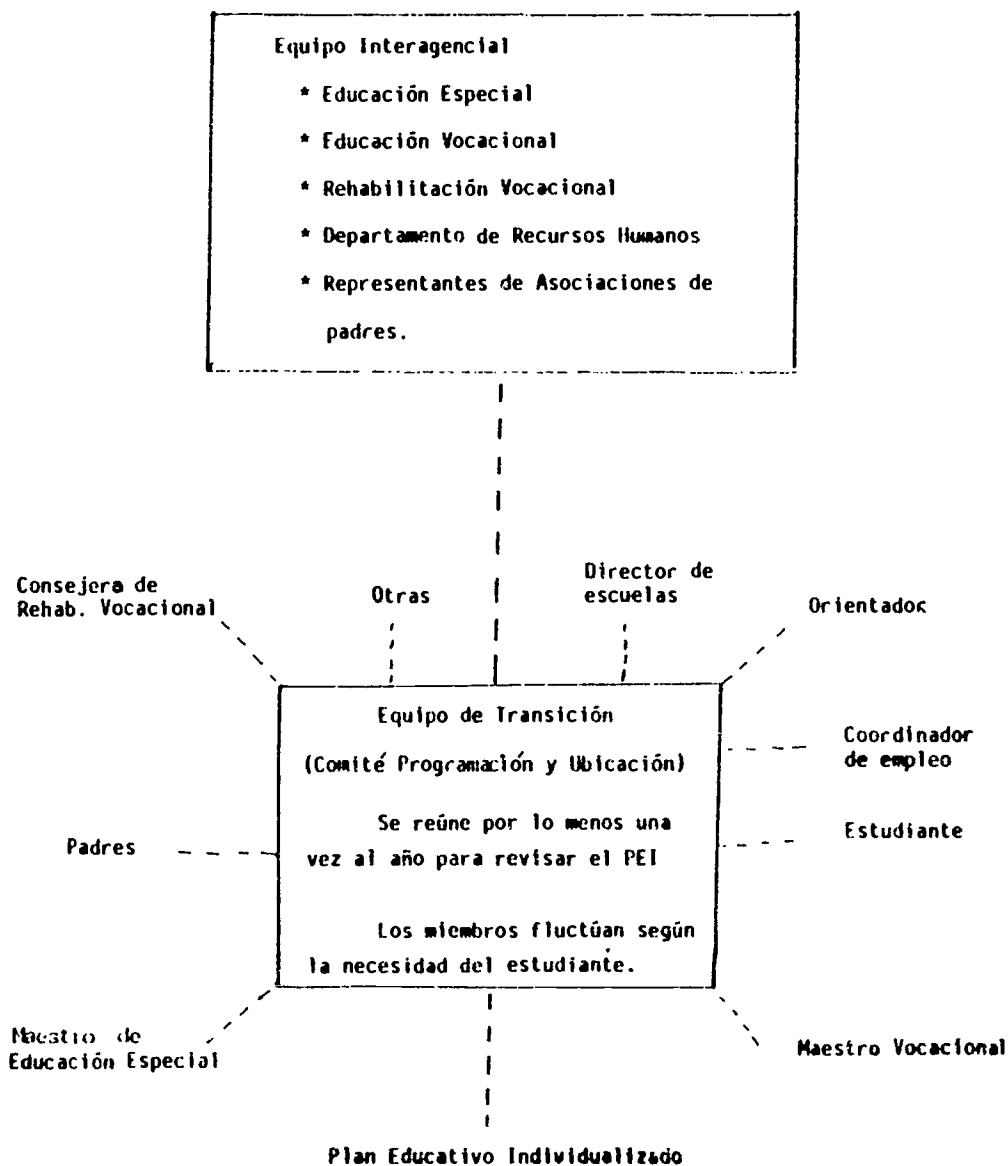 Equipo Interagencial
* Educación Especial
* Educación Vocacional
* Rehabilitación Vocacional
* Departamento de Recursos Humanos
* Representantes de Asociaciones de
padres.
Consejera de
Rehab. Vocacional
Otras
Director de
escuelas
Orientador
Equipo de Transición
(Comité Programación y Ubicación)
Se reúne por lo menos una
vez al año para revisar el PEI
Los miembros fluctúan según
la necesidad del estudiante.
Coordinador
de empleo
Estudiante
Padres
Maestro de
Educación Especial
Maestro Vocacional
Plan Educativo Individualizado